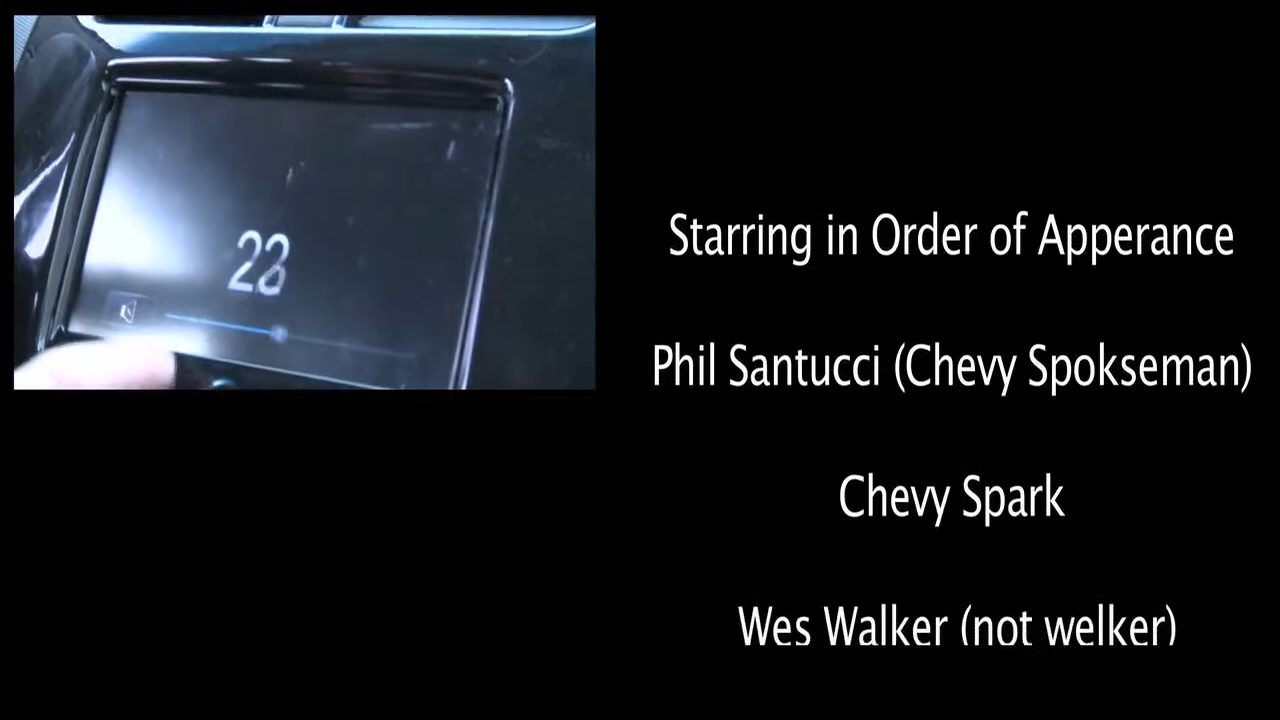 23
Starring in Order of Apperance
Phil Santucci (Chevy Spokseman)
Chevy Spark
Wes Walker (not welker)